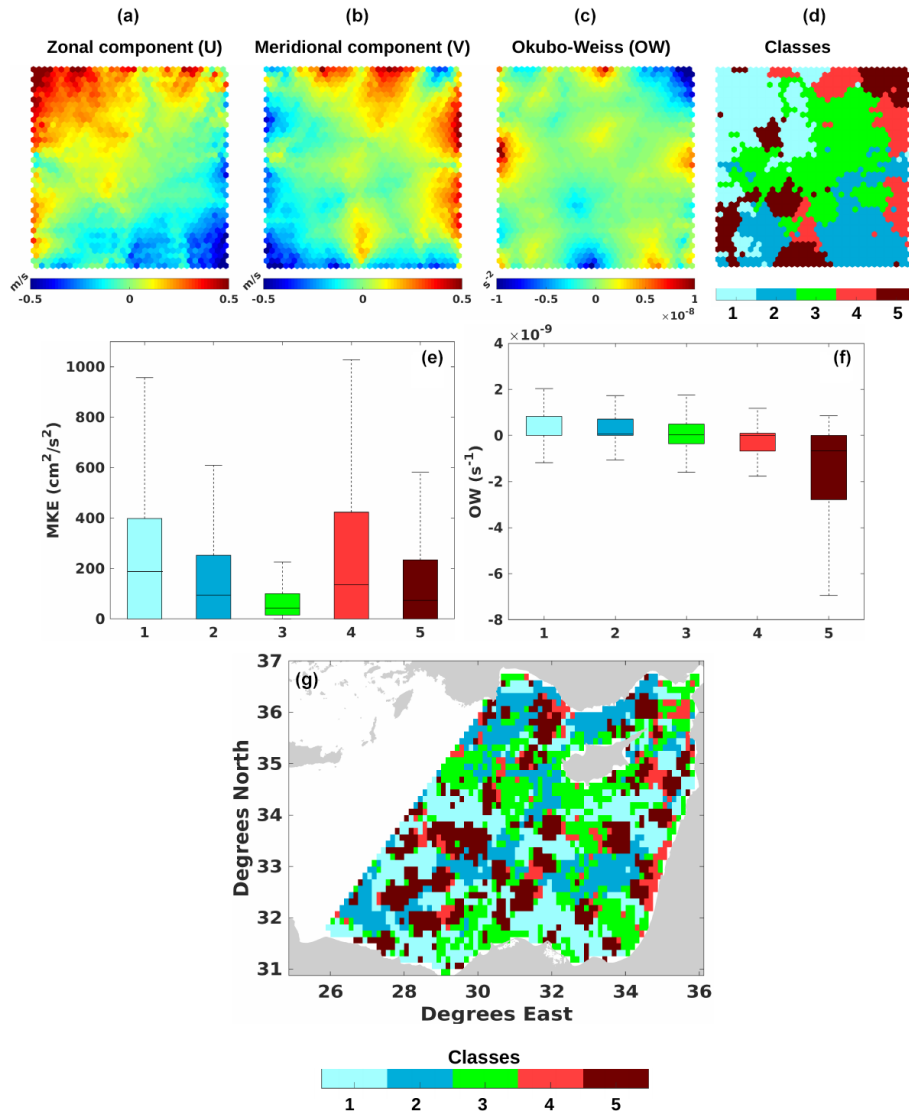 (a) (b) (c) (d)
Zonal component (U) Meridional component (V) Okubo-Weiss (OW) Classes
m/s m/s s-2
-0.5 0 0.5 -0.5 0 0.5 -1 -0.5 0 0.5 1 1 2 3 4 5
×10-8
×10-9
(e) (f)
MKE (cm2/s2)
1000
800
600
400
200
0
1 2 3 4 5
OW (s-1)
4
2
0
-2
-4
-6
-8
1 2 3 4 5
(g)
Degrees North
37
36
35
34
33
32
31
26 28 30 32 34 36
Degrees East
Classes
1 2 3 4 5